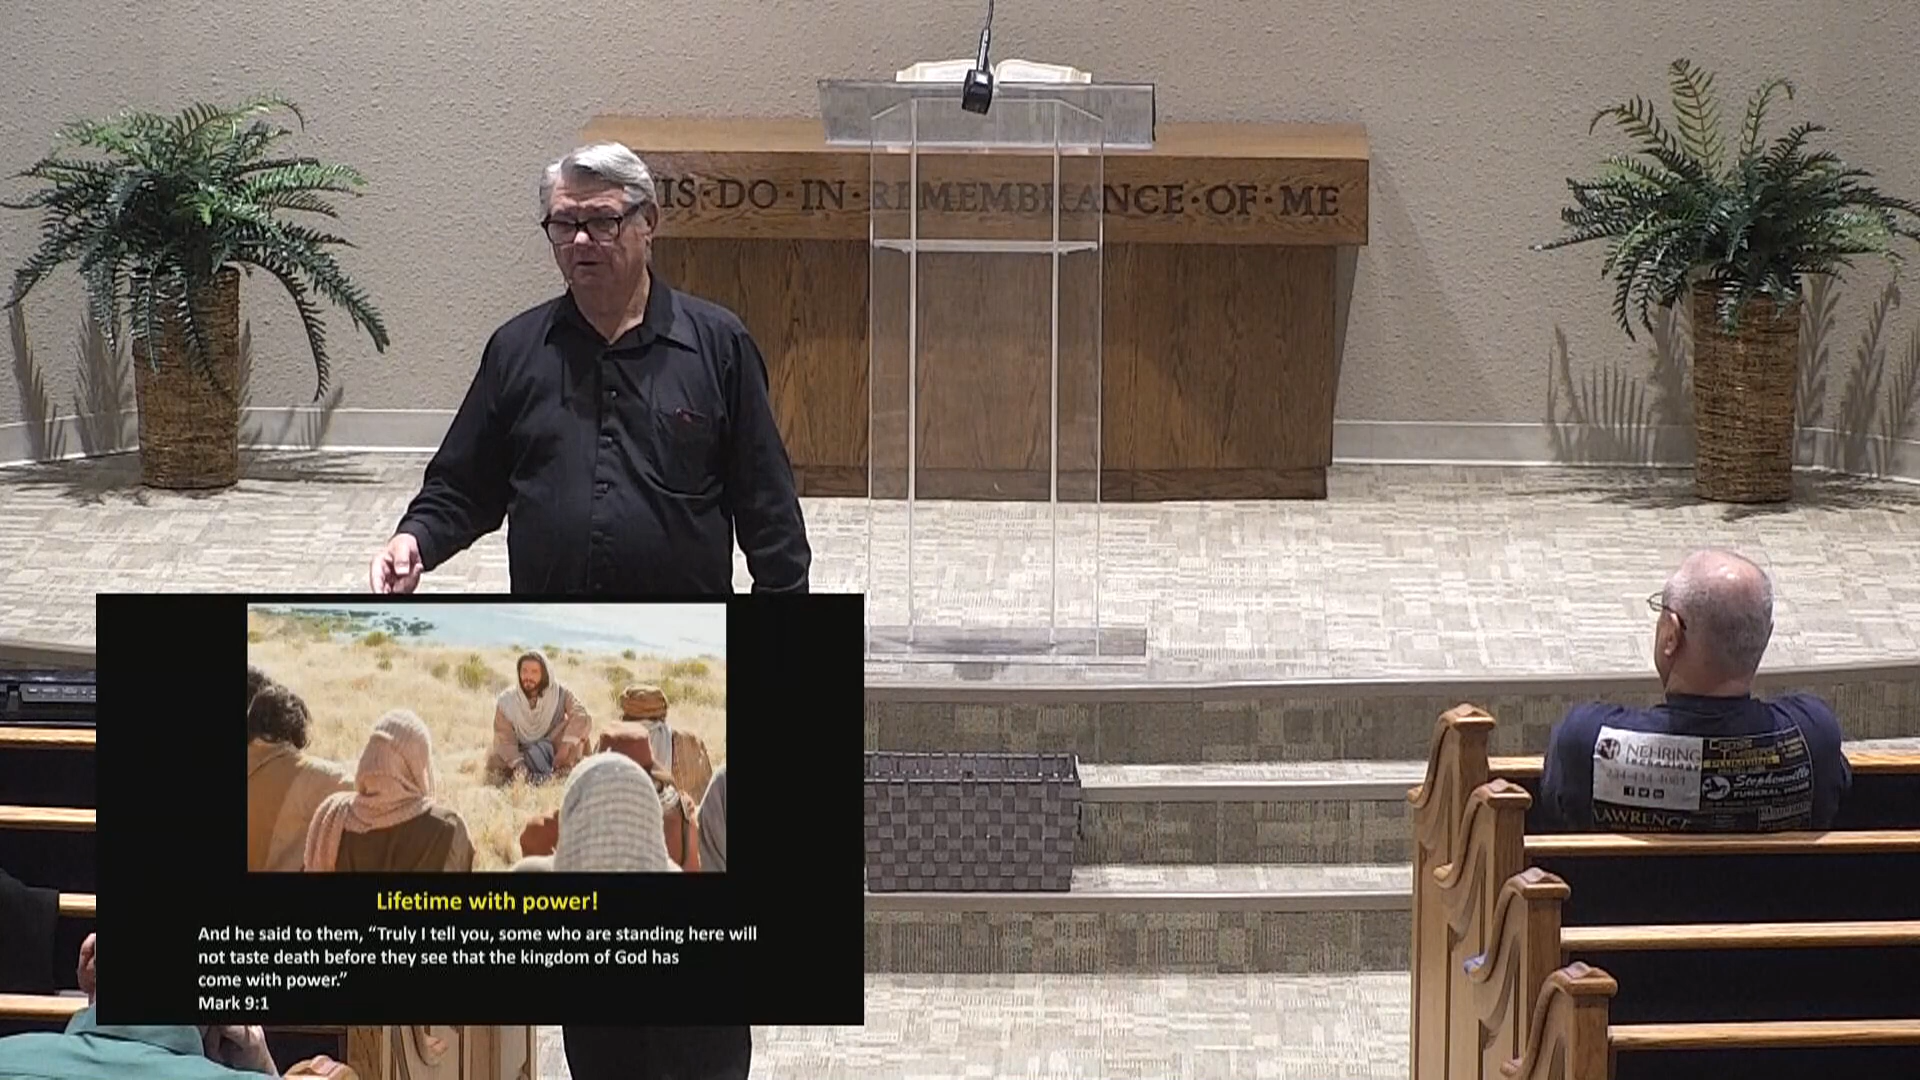 IS·DO·IN·REMEMBRANCE·OF·ME
NEHRING
PLUMBING
Stephenville
FUNERAL HOME
LAWRENCE
Lifetime with power!
And he said to them, “Truly I tell you, some who are standing here will
not taste death before they see that the kingdom of God has
come with power.”
Mark 9:1